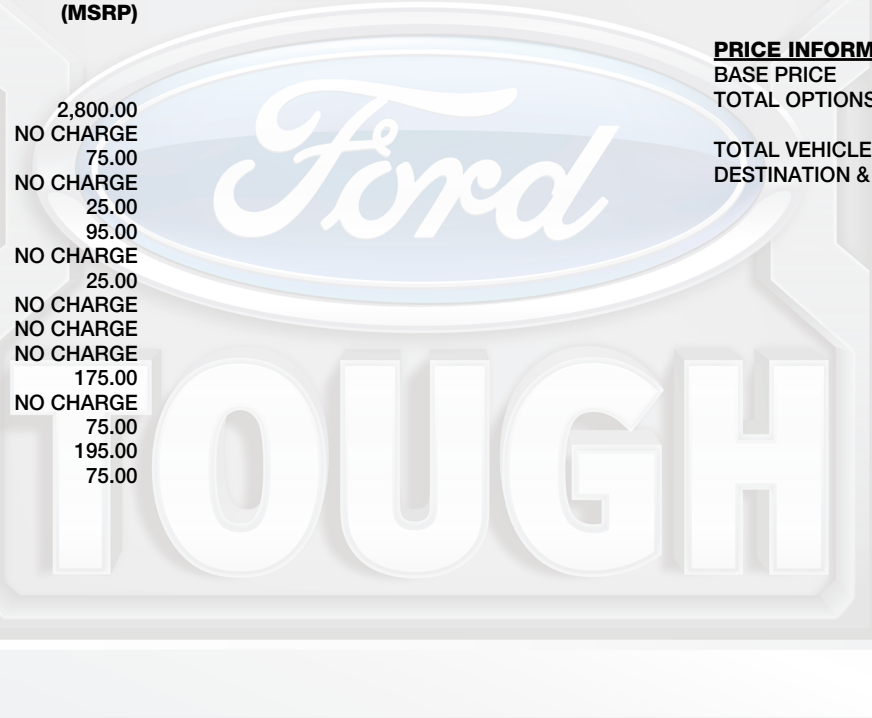 (MSRP)
2,800.00
NO CHARGE
75.00
NO CHARGE
25.00
95.00
NO CHARGE
25.00
NO CHARGE
NO CHARGE
NO CHARGE
175.00
NO CHARGE
75.00
195.00
75.00
PRICE INFORM
BASE PRICE
TOTAL OPTIONS
TOTAL VEHICLE
DESTINATION &
Ford
TOUGH